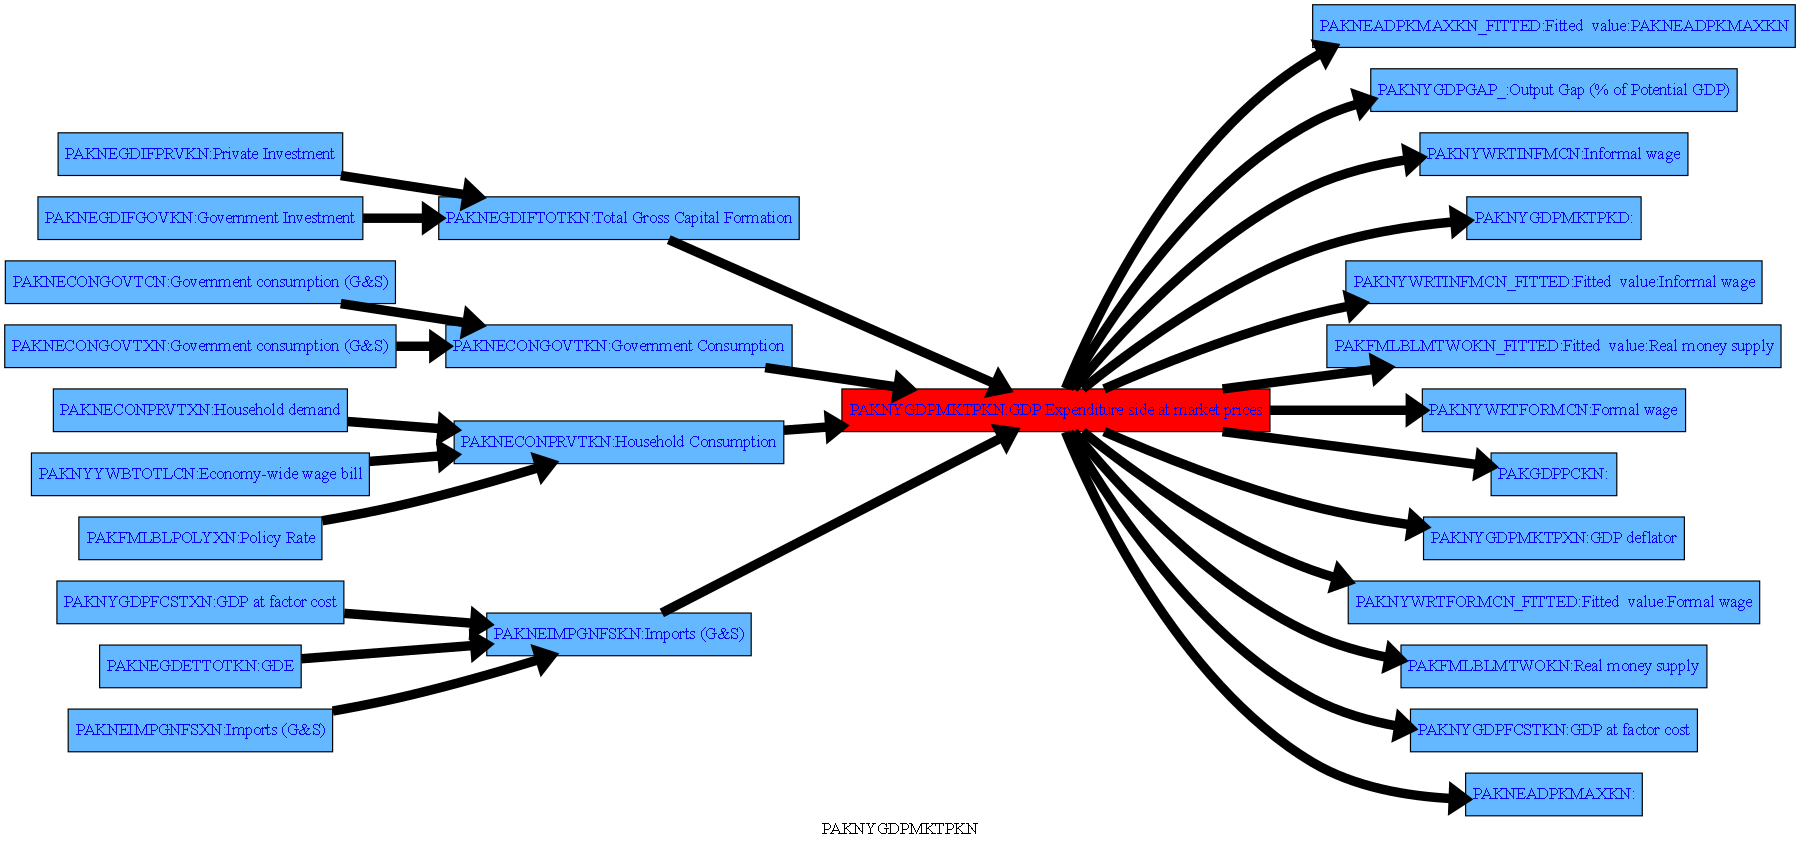 PAKNEGDIFPRVKN:Private Investment
PAKNEGDIFGOVKN:Government Investment
PAKNECONGOVTCN:Government consumption (G&S)
PAKNECONGOVTXN:Government consumption (G&S)
PAKNECONPRVTXN:Household demand
PAKNYYWBTOTLCN:Economy-wide wage bill
PAKFMLBLPOLYXN:Policy Rate
PAKNYGDPFCSTXN:GDP at factor cost
PAKNEGDETTOTKN:GDE
PAKNEIMPGNFSXN:Imports (G&S)
PAKNEGDIFTOTKN:Total Gross Capital Formation
PAKNECONGOVTKN:Government Consumption
PAKNECONPRVTKN:Household Consumption
PAKNEIMPGNFSKN:Imports (G&S)
PAKNYGDPMKTPKN:GDP Expenditure side at market prices
PAKNEADPKMAXKN_FITTED:Fitted value:PAKNEADPKMAXKN
PAKNYGDPGAP_:Output Gap (% of Potential GDP)
PAKNYWRTINFMCN:Informal wage
PAKNYGDPMKTPKD:
PAKNYWRTINFMCN_FITTED:Fitted value:Informal wage
PAKFMLBLMTWOKN_FITTED:Fitted value:Real money supply
PAKNYWRTFORMCN:Formal wage
PAKGDPPCKN:
PAKNYGDPMKTPXN:GDP deflator
PAKNYWRTFORMCN_FITTED:Fitted value:Formal wage
PAKFMLBLMTWOKN:Real money supply
PAKNYGDPFCSTKN:GDP at factor cost
PAKNEADPKMAXKN:
PAKNYGDPMKTPKN